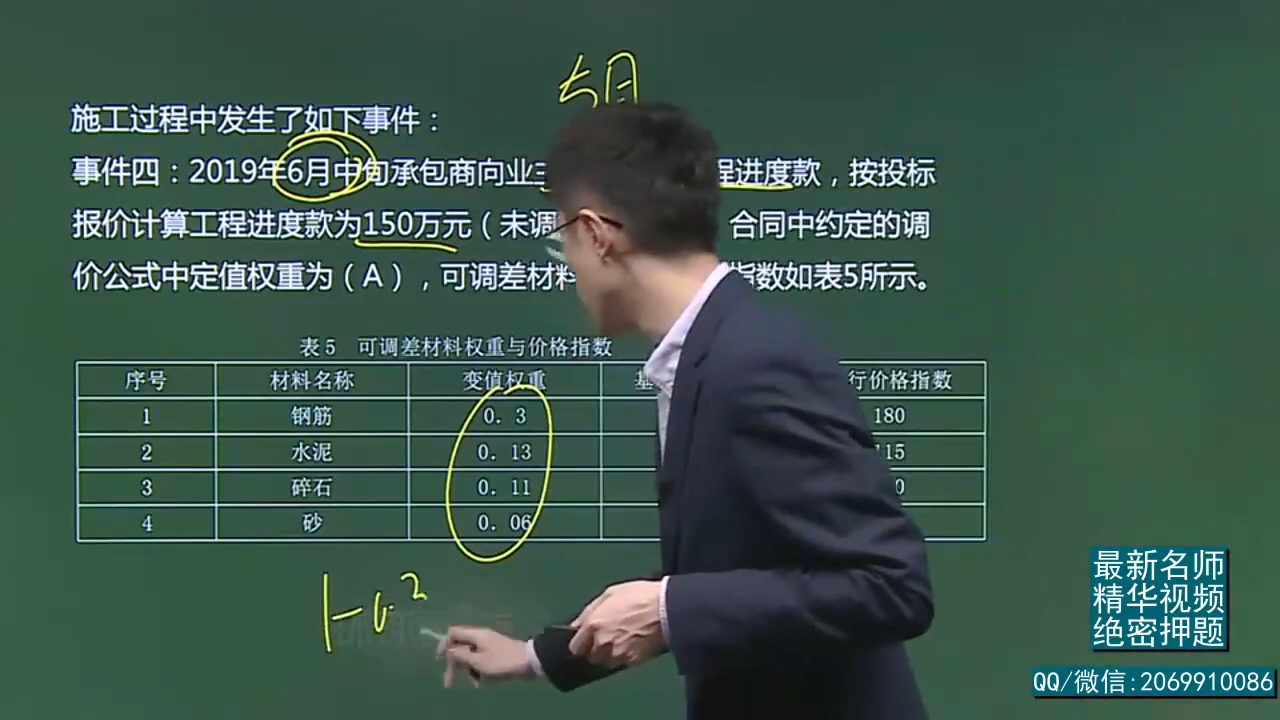 5月
施工过程中发生了如下事件：
事件四：2019年6月中旬承包商向业 程进度款，按投标
报价计算工程进度款为150万元（未调 合同中约定的调
价公式中定值权重为（A），可调差材料 指数如表5所示。
表5 可调差材料权重与价格指数
序号 材料名称 变值权重 基 行价格指数
1 钢筋 0.3 180
2 水泥 0.13 115
3 碎石 0.11
4 砂 0.06
1-0.
最新名师
精华视频
绝密押题
QQ/微信:2069910086